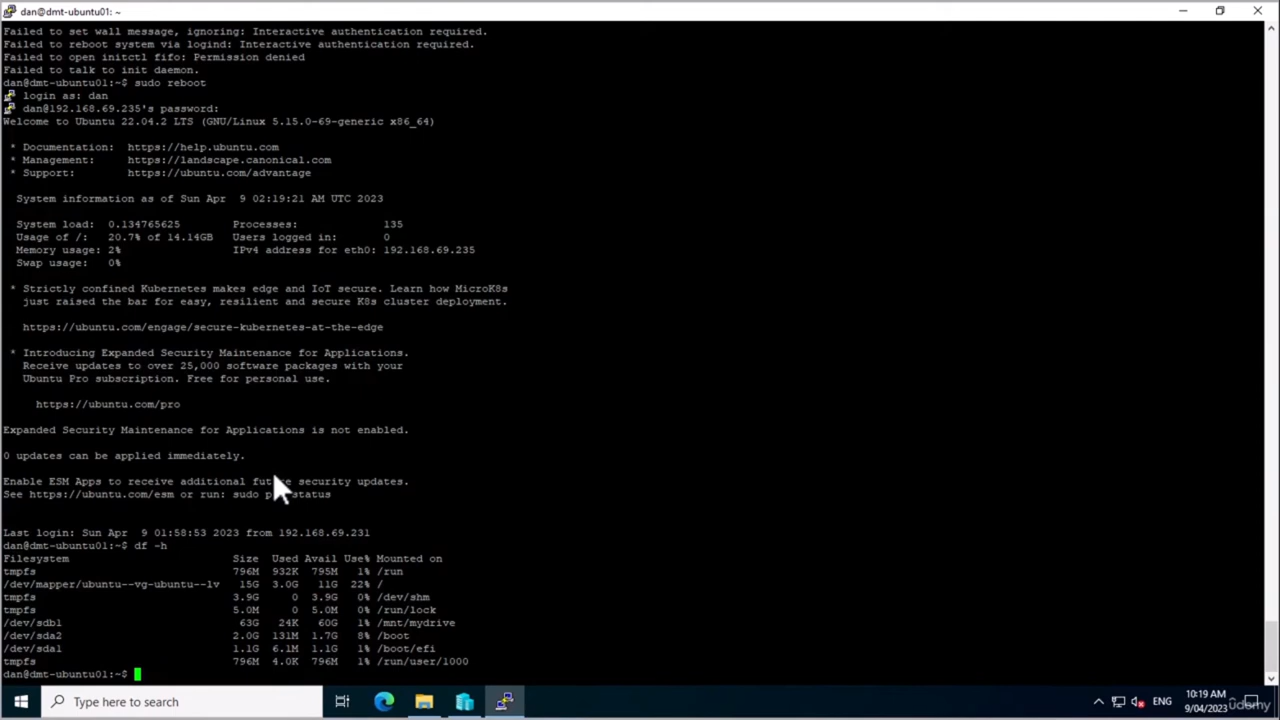 dan@dmt-ubuntu01: ~
Failed to set wall message, ignoring: Interactive authentication required.
Failed to reboot system via logind: Interactive authentication required.
Failed to open initctl fifo: Permission denied
Failed to talk to init daemon.
dan@dmt-ubuntu01:~$ sudo reboot
login as: dan
dan@192.168.69.235's password:
Welcome to Ubuntu 22.04.2 LTS (GNU/Linux 5.15.0-69-generic x86_64)
* Documentation: https://help.ubuntu.com
* Management: https://landscape.canonical.com
* Support: https://ubuntu.com/advantage
System information as of Sun Apr 9 02:19:21 AM UTC 2023
System load: 0.134765625 Processes: 135
Usage of /: 20.7% of 14.14GB Users logged in: 0
Memory usage: 2% IPv4 address for eth0: 192.168.69.235
Swap usage: 0%
* Strictly confined Kubernetes makes edge and IoT secure. Learn how MicroK8s
just raised the bar for easy, resilient and secure K8s cluster deployment.
https://ubuntu.com/engage/secure-kubernetes-at-the-edge
* Introducing Expanded Security Maintenance for Applications.
Receive updates to over 25,000 software packages with your
Ubuntu Pro subscription. Free for personal use.
https://ubuntu.com/pro
Expanded Security Maintenance for Applications is not enabled.
0 updates can be applied immediately.
Enable ESM Apps to receive additional future security updates.
See https://ubuntu.com/esm or run: sudo pro status
Last login: Sun Apr 9 01:58:53 2023 from 192.168.69.231
dan@dmt-ubuntu01:~$ df -h
Filesystem Size Used Avail Use% Mounted on
tmpfs 796M 932K 795M 1% /run
/dev/mapper/ubuntu--vg-ubuntu--lv 15G 3.0G 11G 22% /
tmpfs 3.9G 0 3.9G 0% /dev/shm
tmpfs 5.0M 0 5.0M 0% /run/lock
/dev/sdb1 63G 24K 60G 1% /mnt/mydrive
/dev/sda2 2.0G 131M 1.7G 8% /boot
/dev/sda1 1.1G 6.1M 1.1G 1% /boot/efi
tmpfs 796M 4.0K 796M 1% /run/user/1000
dan@dmt-ubuntu01:~$
Type here to search
ENG
10:19 AM
9/04/2023
udemy